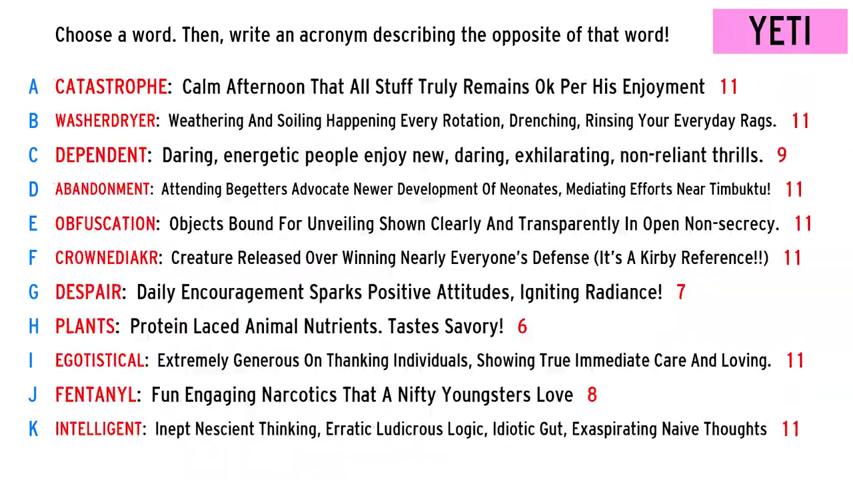 Choose a word. Then, write an acronym describing the opposite of that word!
YETI
A CATASTROPHE: Calm Afternoon That All Stuff Truly Remains Ok Per His Enjoyment 11
B WASHERDRYER: Weathering And Soiling Happening Every Rotation, Drenching, Rinsing Your Everyday Rags. 11
C DEPENDENT: Daring, energetic people enjoy new, daring, exhilarating, non-reliant thrills. 9
D ABANDONMENT: Attending Begetters Advocate Newer Development Of Neonates, Mediating Efforts Near Timbuktu! 11
E OBFUSCATION: Objects Bound For Unveiling Shown Clearly And Transparently In Open Non-secrecy. 11
F CROWNEDIAKR: Creature Released Over Winning Nearly Everyone's Defense (It's A Kirby Reference!!) 11
G DESPAIR: Daily Encouragement Sparks Positive Attitudes, Igniting Radiance! 7
H PLANTS: Protein Laced Animal Nutrients. Tastes Savory! 6
I EGOTISTICAL: Extremely Generous On Thanking Individuals, Showing True Immediate Care And Loving. 11
J FENTANYL: Fun Engaging Narcotics That A Nifty Youngsters Love 8
K INTELLIGENT: Inept Nescient Thinking, Erratic Ludicrous Logic, Idiotic Gut, Exaspirating Naive Thoughts 11